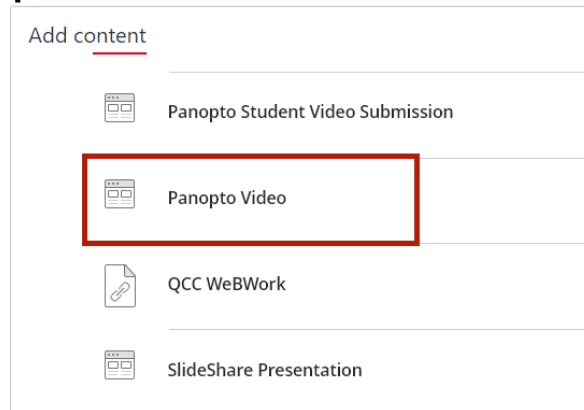 Add content
Panopto Student Video Submission
Panopto Video
QCC WeBWork
SlideShare Presentation